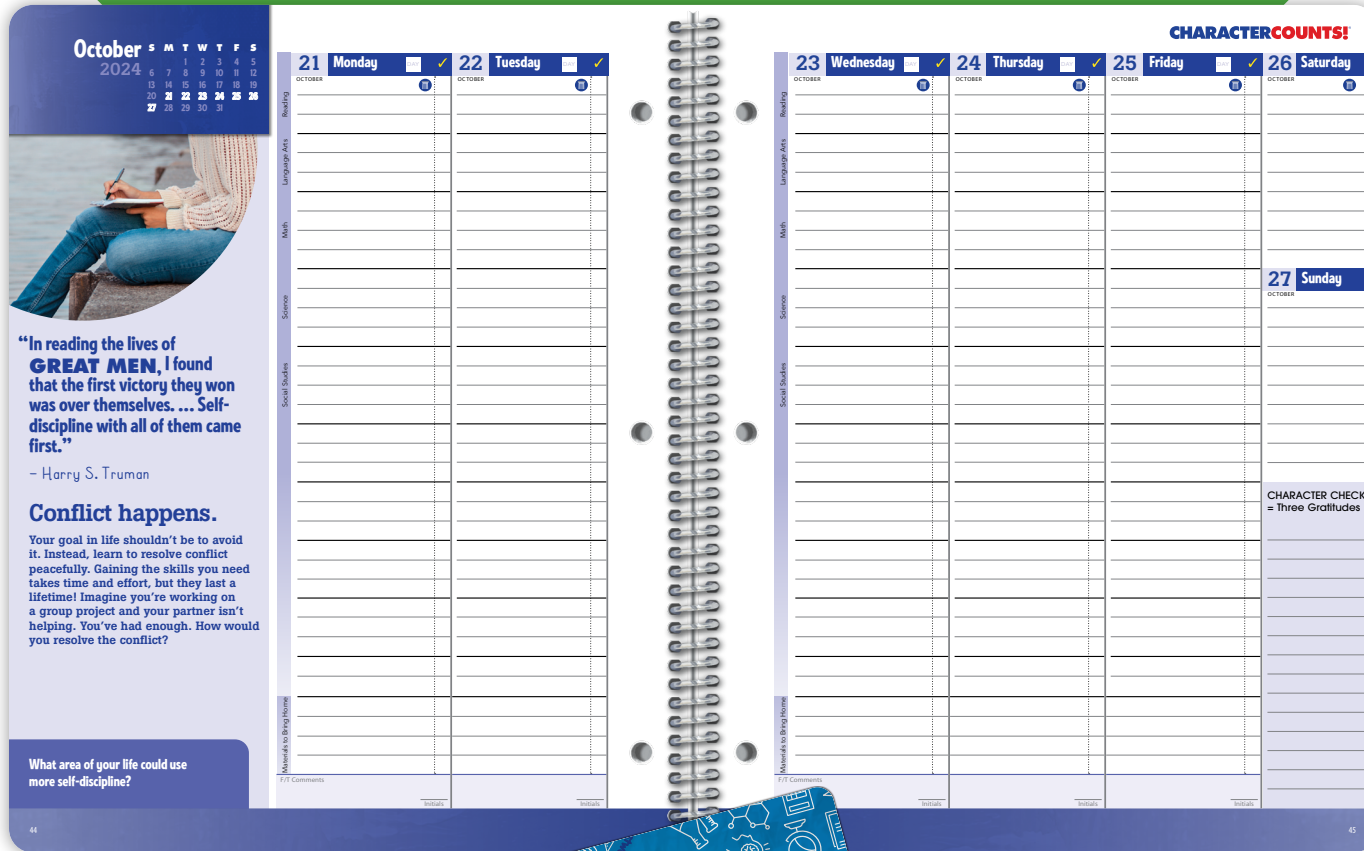 October
2024
S M T W T F S
1 2 3 4 5
6 7 8 9 10 11 12
13 14 15 16 17 18 19
20 21 22 23 24 25 26
27 28 29 30 31
“In reading the lives of
GREAT MEN, I found
that the first victory they won
was over themselves. ... Self-
discipline with all of them came
first.”
– Harry S. Truman
Conflict happens.
Your goal in life shouldn’t be to avoid
it. Instead, learn to resolve conflict
peacefully. Gaining the skills you need
takes time and effort, but they last a
lifetime! Imagine you’re working on
a group project and your partner isn’t
helping. You’ve had enough. How would
you resolve the conflict?
What area of your life could use
more self-discipline?
44
21 Monday DAY ✓
OCTOBER
22 Tuesday DAY ✓
OCTOBER
Reading
Language Arts
Math
Science
Social Studies
Materials to Bring Home
F/T Comments
Initials
Initials
CHARACTERCOUNTS!
23 Wednesday DAY ✓
OCTOBER
24 Thursday DAY ✓
OCTOBER
25 Friday DAY ✓
OCTOBER
26 Saturday
OCTOBER
27 Sunday
OCTOBER
Reading
Language Arts
Math
Science
Social Studies
Materials to Bring Home
CHARACTER CHECK
= Three Gratitudes
F/T Comments
Initials
Initials
Initials
45